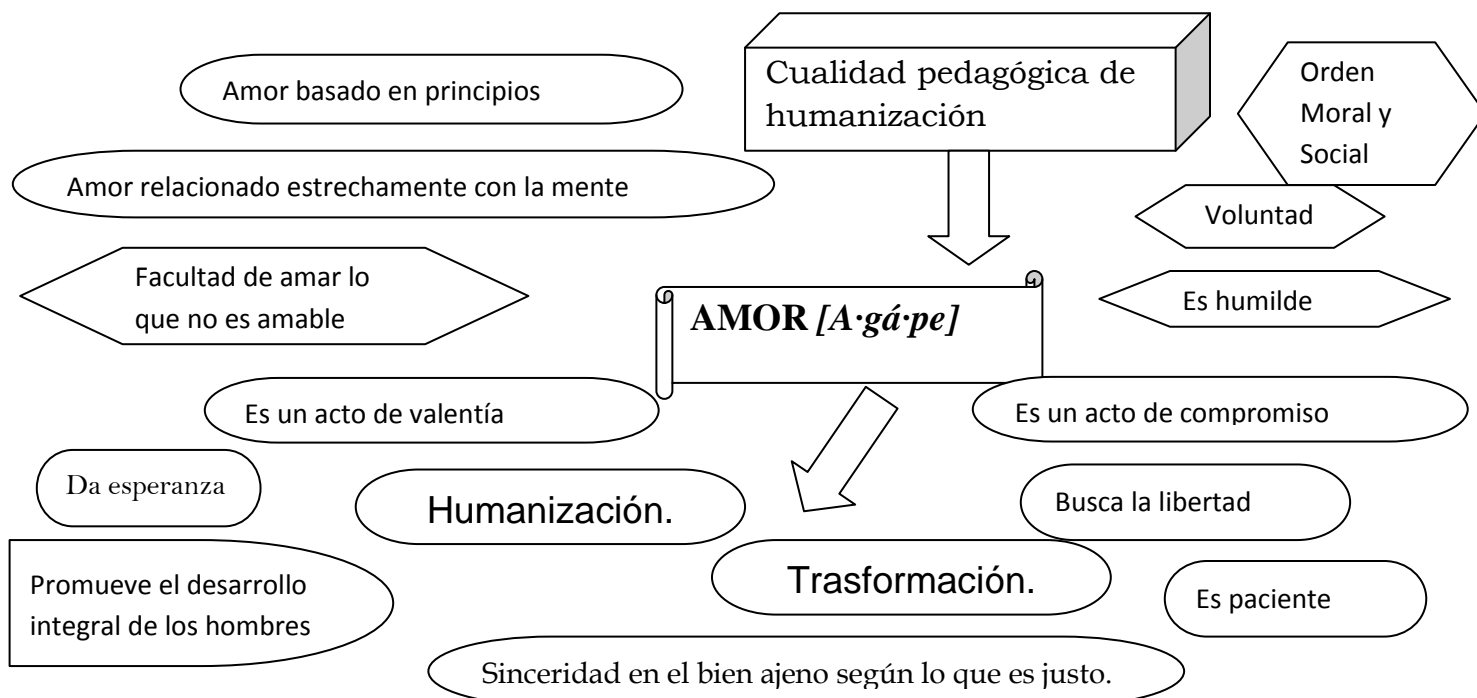 Cualidad pedagógica de
humanización
Amor basado en principios
Orden
Moral y
Social
Amor relacionado estrechamente con la mente
Voluntad
Facultad de amar lo
que no es amable
Es humilde
AMOR [A·gá·pe]
Es un acto de valentía
Es un acto de compromiso
Da esperanza
Humanización.
Busca la libertad
Trasformación.
Promueve el desarrollo
integral de los hombres
Es paciente
Sinceridad en el bien ajeno según lo que es justo.